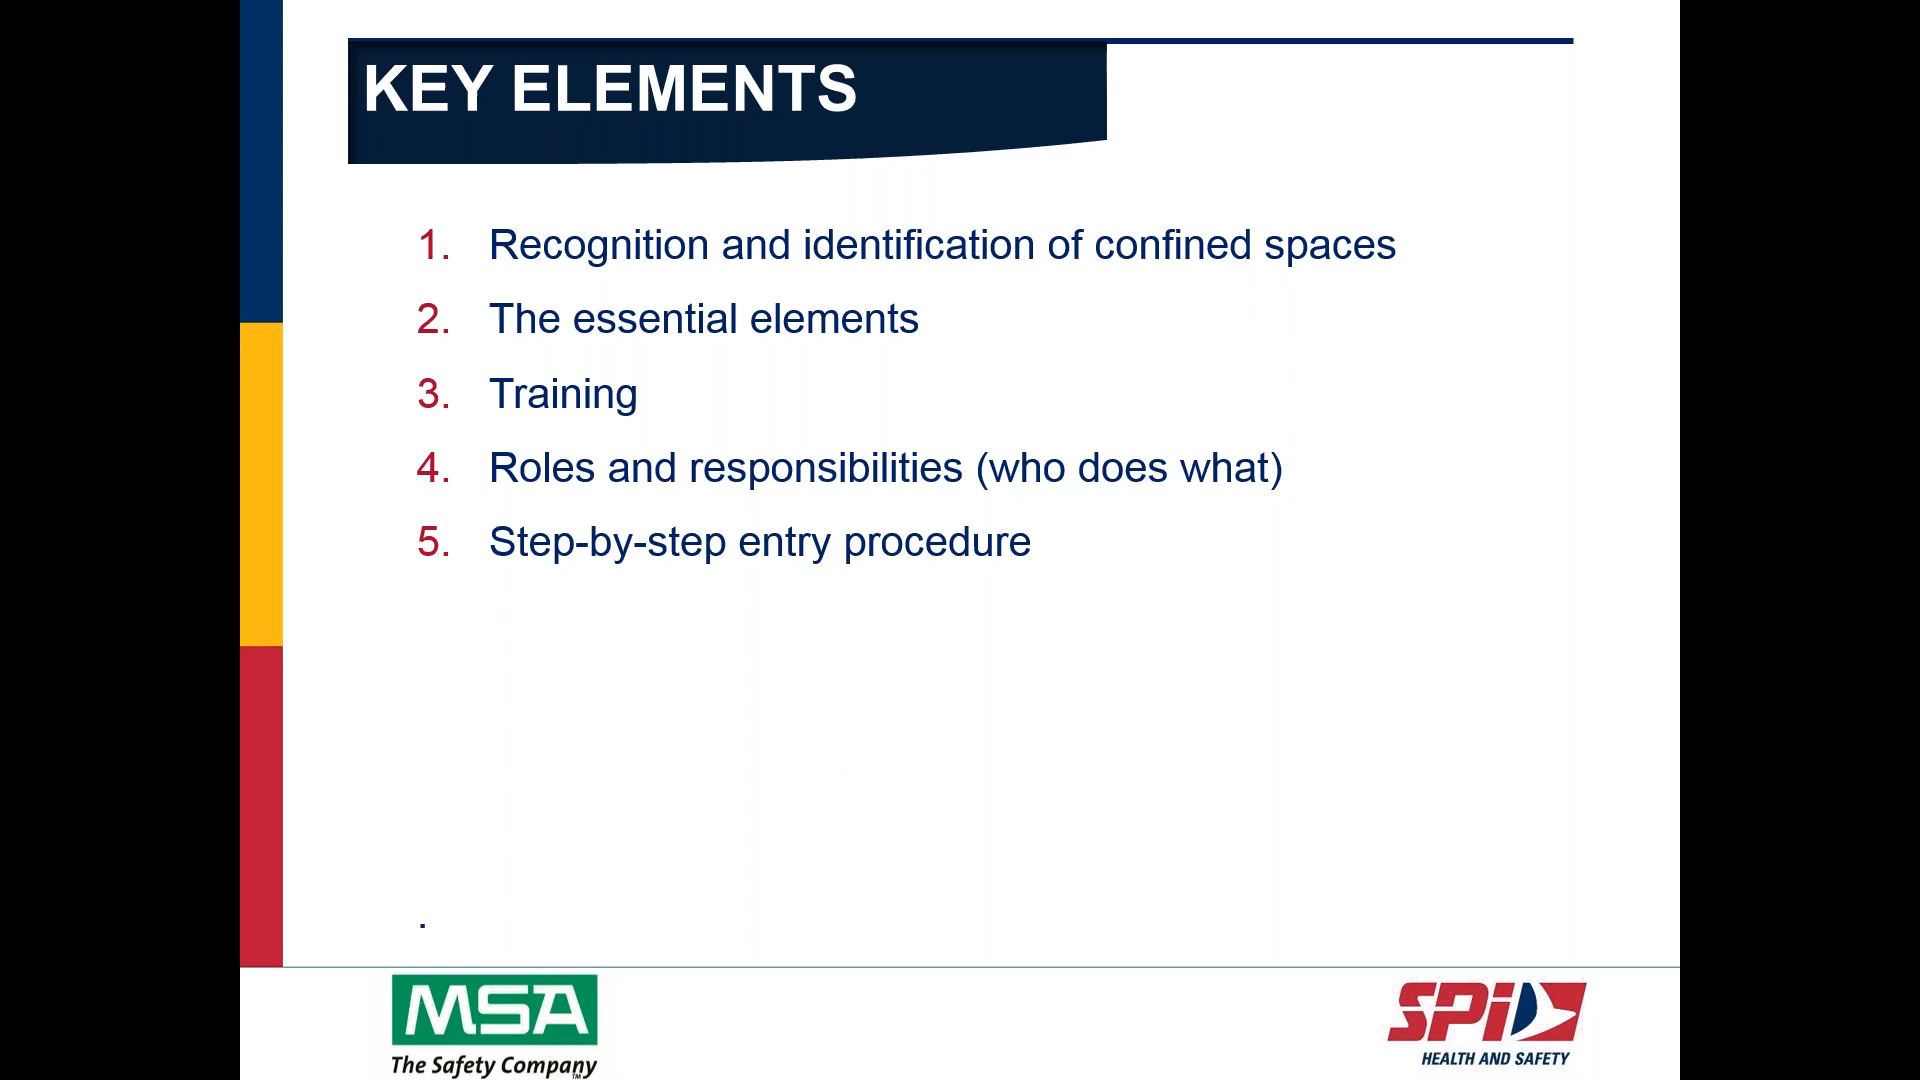 KEY ELEMENTS
1. Recognition and identification of confined spaces
2. The essential elements
3. Training
4. Roles and responsibilities (who does what)
5. Step-by-step entry procedure
.
MSA
The Safety Company™
SPi
HEALTH AND SAFETY